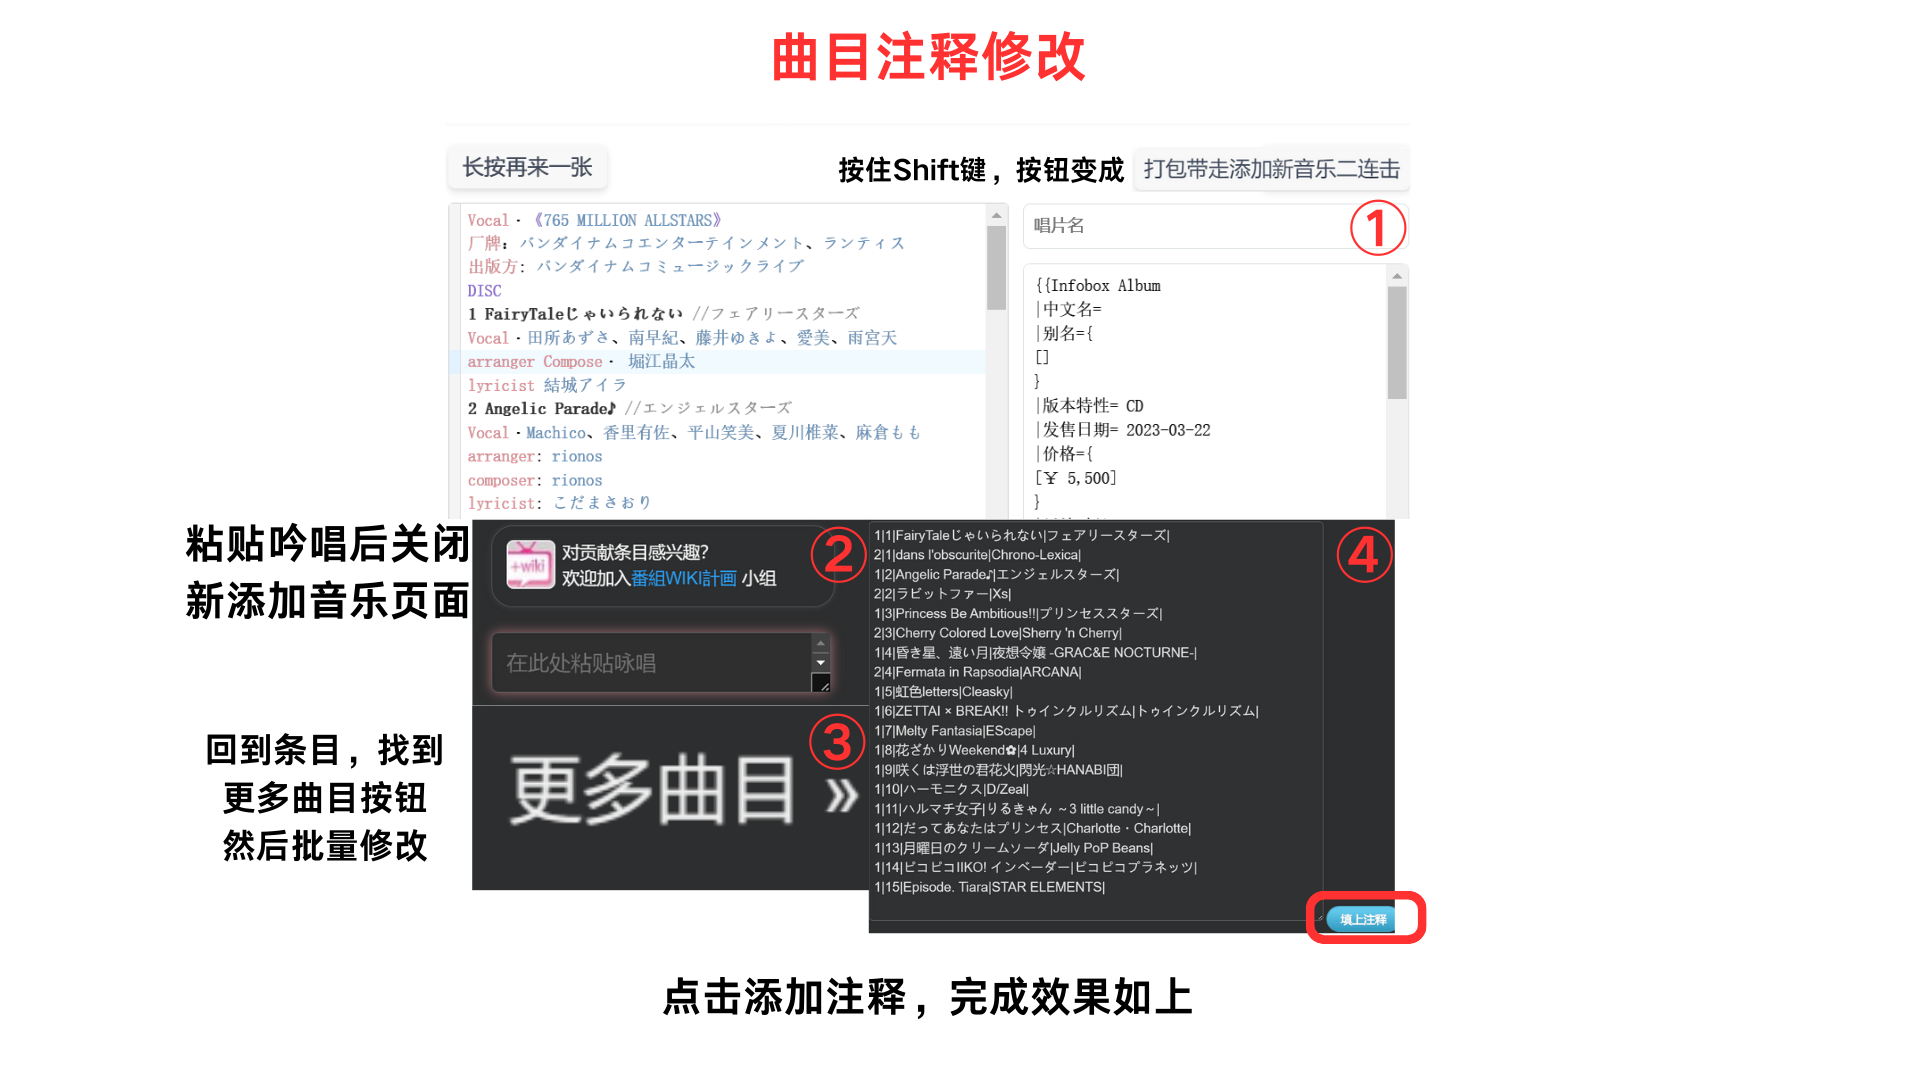 曲目注释修改
长按再来一张
按住Shift键，按钮变成
打包带走添加新音乐二连击
Vocal・《765 MILLION ALLSTARS》
厂牌：バンダイナムコエンターテインメント、ランティス
出版方: バンダイナムコミュージックライブ
DISC
1 FairyTaleじゃいられない //フェアリースターズ
Vocal・田所あずさ、南早紀、藤井ゆきよ、愛美、雨宮天
arranger Compose・ 堀江晶太
lyricist 結城アイラ
2 Angelic Parade♪ //エンジェルスターズ
Vocal・Machico、香里有佐、平山笑美、夏川椎菜、麻倉もも
arranger: rionos
composer: rionos
lyricist: こだまさおり
唱片名
①
{{Infobox Album
|中文名=
|别名={
[]
}
|版本特性= CD
|发售日期= 2023-03-22
|价格={
[￥ 5,500]
}
粘贴吟唱后关闭
新添加音乐页面
+wiki
对贡献条目感兴趣?
欢迎加入番組WIKI計画 小组
②
在此处粘贴咏唱
回到条目，找到
更多曲目按钮
然后批量修改
更多曲目 »
③
④
1|1|FairyTaleじゃいられない|フェアリースターズ|
2|1|dans l'obscurite|Chrono-Lexica|
1|2|Angelic Parade♪|エンジェルスターズ|
2|2|ラビットファー|Xs|
1|3|Princess Be Ambitious!!|プリンセススターズ|
2|3|Cherry Colored Love|Sherry 'n Cherry|
1|4|昏き星、遠い月|夜想令嬢 -GRAC&E NOCTURNE-|
2|4|Fermata in Rapsodia|ARCANA|
1|5|虹色letters|Cleasky|
1|6|ZETTAI × BREAK!! トゥインクルリズム|トゥインクルリズム|
1|7|Melty Fantasia|EScape|
1|8|花ざかりWeekend✿|4 Luxury|
1|9|咲くは浮世の君花火|閃光☆HANABI団|
1|10|ハーモニクス|D/Zeal|
1|11|ハルマチ女子|りるきゃん ～3 little candy～|
1|12|だってあなたはプリンセス|Charlotte・Charlotte|
1|13|月曜日のクリームソーダ|Jelly PoP Beans|
1|14|ピコピコIIKO! インベーダー|ピコピコプラネッツ|
1|15|Episode. Tiara|STAR ELEMENTS|
填上注释
点击添加注释，完成效果如上